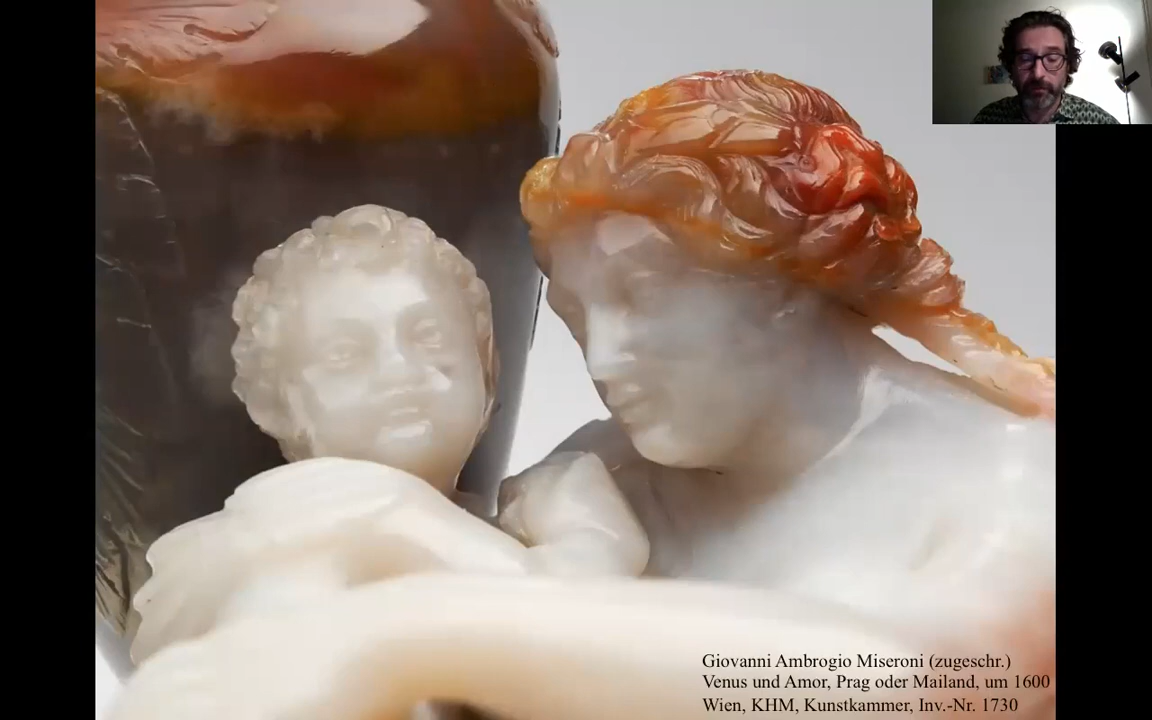 Giovanni Ambrogio Miseroni (zugeschr.)
Venus und Amor, Prag oder Mailand, um 1600
Wien, KHM, Kunstkammer, Inv.-Nr. 1730